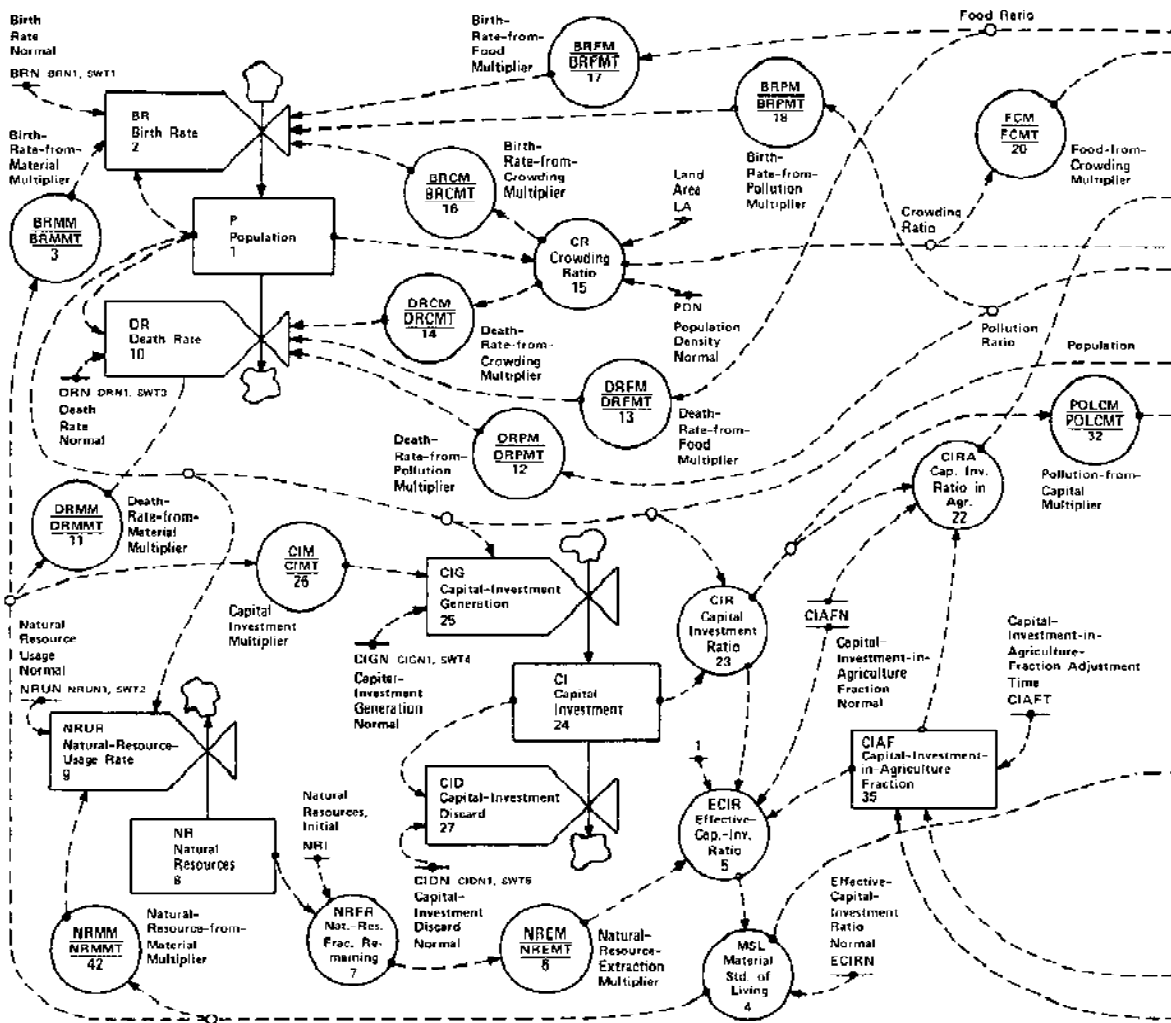 Birth
Rate
Normal
BRN BRN1, SWT1
BR
Birth Rate
2
Birth-
Rate-from-
Material
Multiplier
BRMM
BRMMT
3
Birth-
Rate-from-
Food
Multiplier
BRFM
BRFMT
17
BRPM
BRPMT
18
Birth-
Rate-from-
Pollution
Multiplier
Birth-
Rate-from-
Crowding
Multiplier
BRCM
BRCMT
16
Food Ratio
FCM
FCMT
20
Food-from-
Crowding
Multiplier
Land
Area
LA
P
Population
1
CR
Crowding
Ratio
15
Crowding
Ratio
PDN
Population
Density
Normal
Pollution
Ratio
Population
DR
Death Rate
10
DRN DRN1, SWT3
Death
Rate
Normal
DRCM
DRCMT
14
Death-
Rate-from-
Crowding
Multiplier
DRFM
DRFMT
13
Death-
Rate-from-
Food
Multiplier
DRPM
DRPMT
12
Death-
Rate-from-
Pollution
Multiplier
POLCM
POLCMT
32
Pollution-from-
Capital
Multiplier
CIRA
Cap. Inv.
Ratio in
Agr.
22
DRMM
DRMMT
11
Death-
Rate-from-
Material
Multiplier
CIM
CIMT
26
Capital
Investment
Multiplier
CIG
Capital-Investment
Generation
25
CIGN CIGN1, SWT4
Capital-
Investment
Generation
Normal
CIR
Capital
Investment
Ratio
23
CIAFN
Capital-
Investment-in-
Agriculture
Fraction
Normal
Capital-
Investment-in-
Agriculture-
Fraction Adjustment
Time
CIAFT
Natural
Resource
Usage
Normal
NRUN NRUN1, SWT2
NRUR
Natural-Resource-
Usage Rate
9
CI
Capital
Investment
24
CID
Capital-Investment
Discard
27
CIDN CIDN1, SWT5
Capital-
Investment
Discard
Normal
1
ECIR
Effective-
Cap.-Inv.
Ratio
5
CIAF
Capital-Investment-
in-Agriculture
Fraction
35
NR
Natural
Resources
8
Natural
Resources,
Initial
NRI
NRFR
Nat.-Res.
Frac. Re-
maining
7
NREM
NREMT
6
Natural-
Resource-
Extraction
Multiplier
NRMM
NRMMT
42
Natural-
Resource-from-
Material
Multiplier
MSL
Material
Std. of
Living
4
Effective-
Capital-
Investment
Ratio
Normal
ECIRN